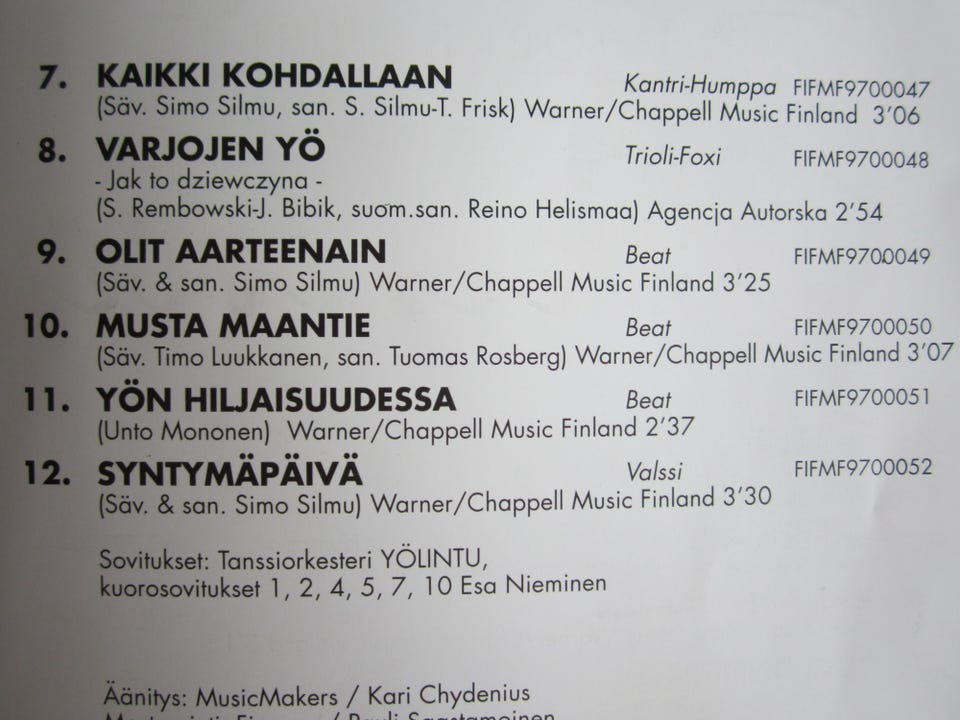 7. KAIKKI KOHDALLAAN Kantri-Humppa FIFMF9700047
(Säv. Simo Silmu, san. S. Silmu-T. Frisk) Warner/Chappell Music Finland 3'06
8. VARJOJEN YÖ Trioli-Foxi FIFMF9700048
- Jak to dziewczyna -
(S. Rembowski-J. Bibik, suom.san. Reino Helismaa) Agencja Autorska 2'54
9. OLIT AARTEENAIN Beat FIFMF9700049
(Säv. & san. Simo Silmu) Warner/Chappell Music Finland 3'25
10. MUSTA MAANTIE Beat FIFMF9700050
(Säv. Timo Luukkanen, san. Tuomas Rosberg) Warner/Chappell Music Finland 3'07
11. YÖN HILJAISUUDESSA Beat FIFMF9700051
(Unto Mononen) Warner/Chappell Music Finland 2'37
12. SYNTYMÄPÄIVÄ Valssi FIFMF9700052
(Säv. & san. Simo Silmu) Warner/Chappell Music Finland 3'30
Sovitukset: Tanssiorkesteri YÖLINTU,
kuorosovitukset 1, 2, 4, 5, 7, 10 Esa Nieminen
Äänitys: MusicMakers / Kari Chydenius